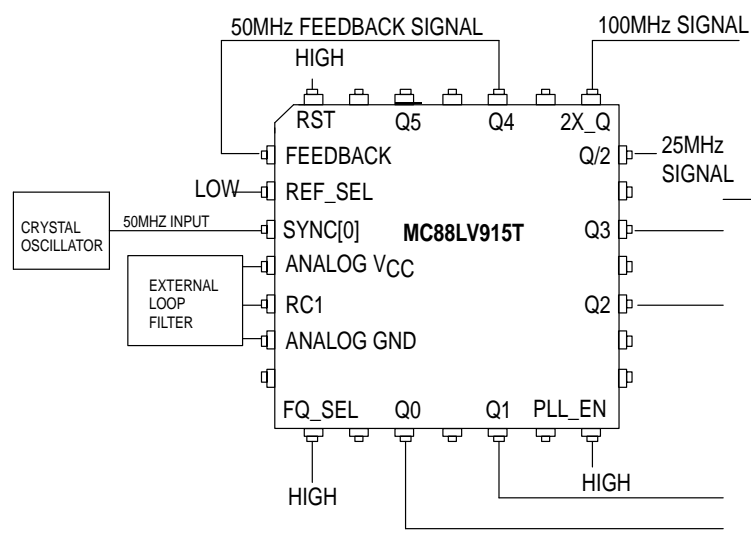 50MHz FEEDBACK SIGNAL
100MHz SIGNAL
HIGH
RST
Q5
Q4
2X_Q
FEEDBACK
Q/2
25MHz
SIGNAL
LOW
REF_SEL
CRYSTAL
OSCILLATOR
50MHZ INPUT
SYNC[0]
MC88LV915T
Q3
ANALOG VCC
EXTERNAL
LOOP
FILTER
RC1
Q2
ANALOG GND
FQ_SEL
Q0
Q1
PLL_EN
HIGH
HIGH